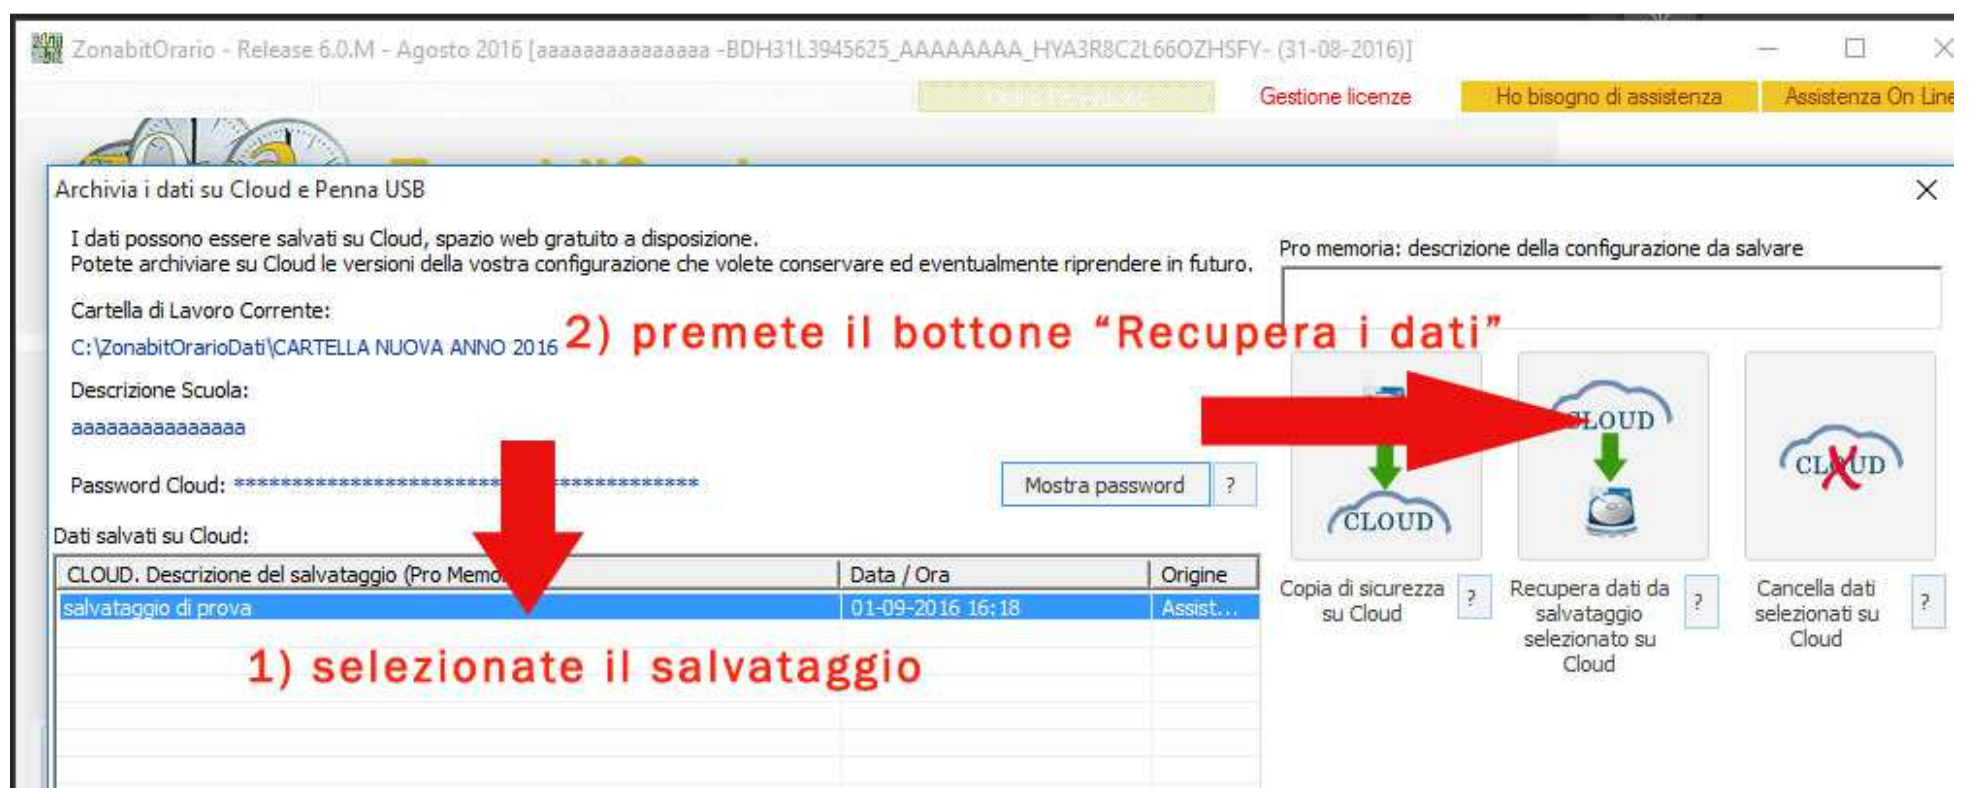 ZonabitOrario - Release 6.0.M - Agosto 2016 [aaaaaaaaaaaaaaa -BDH31L3945625_AAAAAAAA_HYA3R8C2L66OZHSFY- (31-08-2016)]
Gestione licenze
Ho bisogno di assistenza
Assistenza On Line
Archivia i dati su Cloud e Penna USB
I dati possono essere salvati su Cloud, spazio web gratuito a disposizione.
Potete archiviare su Cloud le versioni della vostra configurazione che volete conservare ed eventualmente riprendere in futuro.
Pro memoria: descrizione della configurazione da salvare
Cartella di Lavoro Corrente:
C:\ZonabitOrarioDati\CARTELLA NUOVA ANNO 2016
2) premete il bottone “Recupera i dati”
Descrizione Scuola:
aaaaaaaaaaaaaaa
Password Cloud: ****************************************
Mostra password
?
CLOUD
CLOUD
CLOUD
Dati salvati su Cloud:
CLOUD. Descrizione del salvataggio (Pro Memo
Data / Ora
Origine
salvataggio di prova
01-09-2016 16:18
Assist...
1) selezionate il salvataggio
Copia di sicurezza
su Cloud
?
Recupera dati da
salvataggio
selezionato su
Cloud
?
Cancella dati
selezionati su
Cloud
?